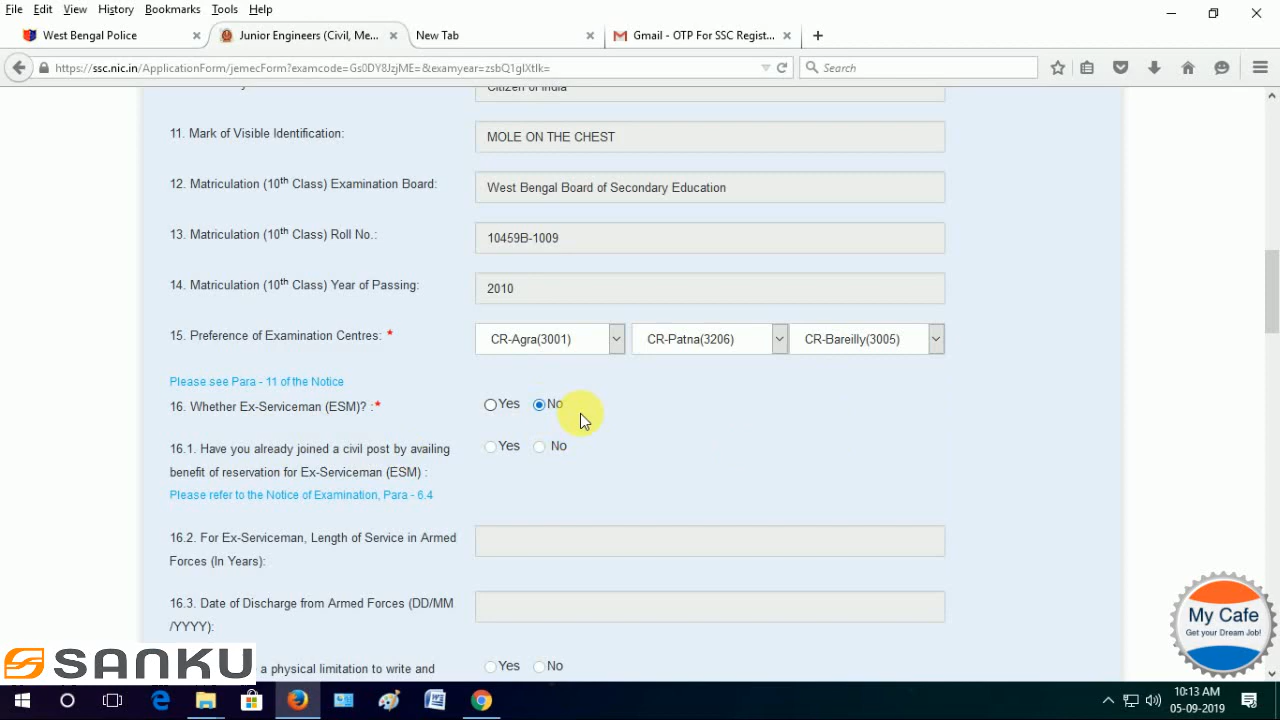 File Edit View History Bookmarks Tools Help
West Bengal Police
Junior Engineers (Civil, Me...
New Tab
Gmail - OTP For SSC Regist...
https://ssc.nic.in/ApplicationForm/jemecForm?examcode=Gs0DY8JzjME=&examyear=zsbQ1glXtlk=
Search
Citizen of India
11. Mark of Visible Identification:
MOLE ON THE CHEST
12. Matriculation (10th Class) Examination Board:
West Bengal Board of Secondary Education
13. Matriculation (10th Class) Roll No.:
10459B-1009
14. Matriculation (10th Class) Year of Passing:
2010
15. Preference of Examination Centres: *
CR-Agra(3001)
CR-Patna(3206)
CR-Bareilly(3005)
Please see Para - 11 of the Notice
16. Whether Ex-Serviceman (ESM)? :*
Yes No
16.1. Have you already joined a civil post by availing
benefit of reservation for Ex-Serviceman (ESM) :
Yes No
Please refer to the Notice of Examination, Para - 6.4
16.2. For Ex-Serviceman, Length of Service in Armed
Forces (In Years):
16.3. Date of Discharge from Armed Forces (DD/MM
/YYYY):
a physical limitation to write and
Yes No
SANKU
My Cafe
Get your Dream Job!
10:13 AM
05-09-2019